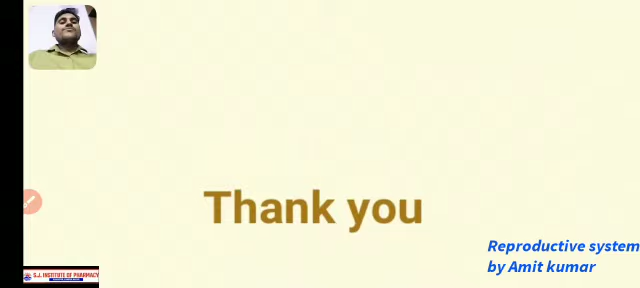 Thank you
Reproductive system
by Amit kumar
S.J. INSTITUTE OF PHARMACY